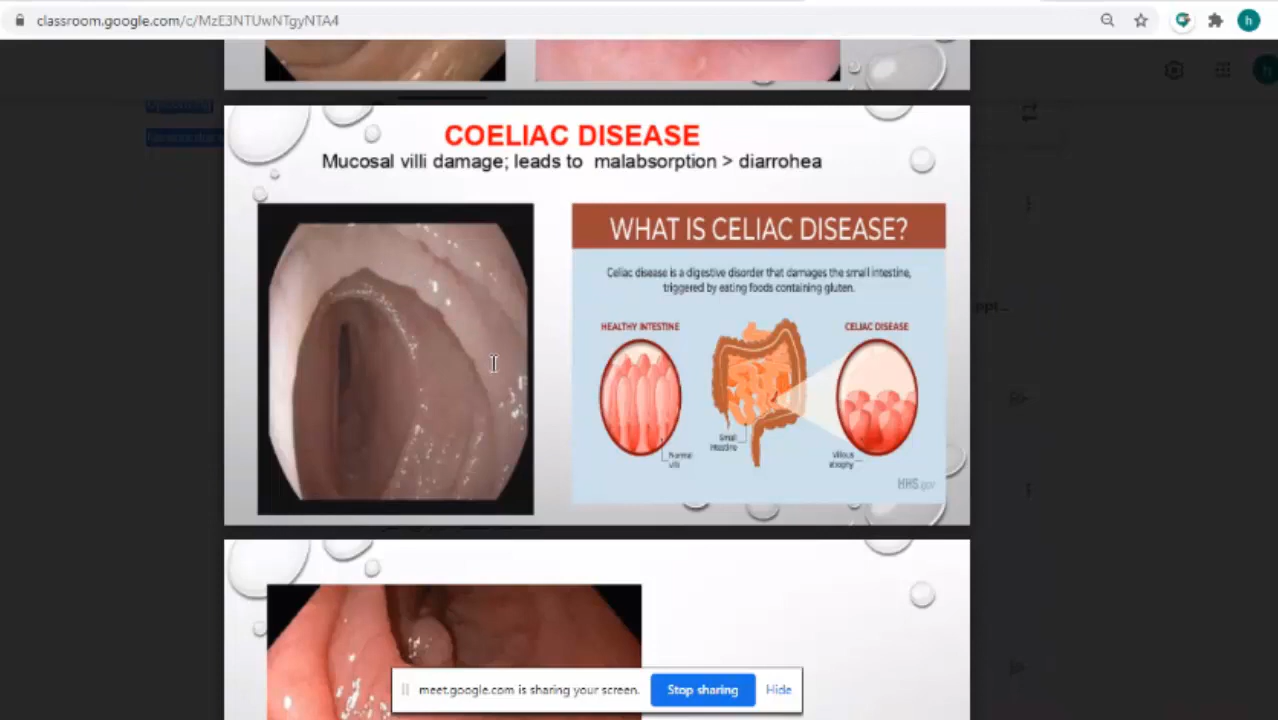 classroom.google.com/c/MzE3NTUwNTgyNTA4
h
h
COELIAC DISEASE
Mucosal villi damage; leads to malabsorption > diarrhoea
WHAT IS CELIAC DISEASE?
Celiac disease is a digestive disorder that damages the small intestine,
triggered by eating foods containing gluten.
HEALTHY INTESTINE
CELIAC DISEASE
Small
Intestine
Normal
villi
Villous
atrophy
HHS.gov
ppt...
meet.google.com is sharing your screen.
Stop sharing
Hide